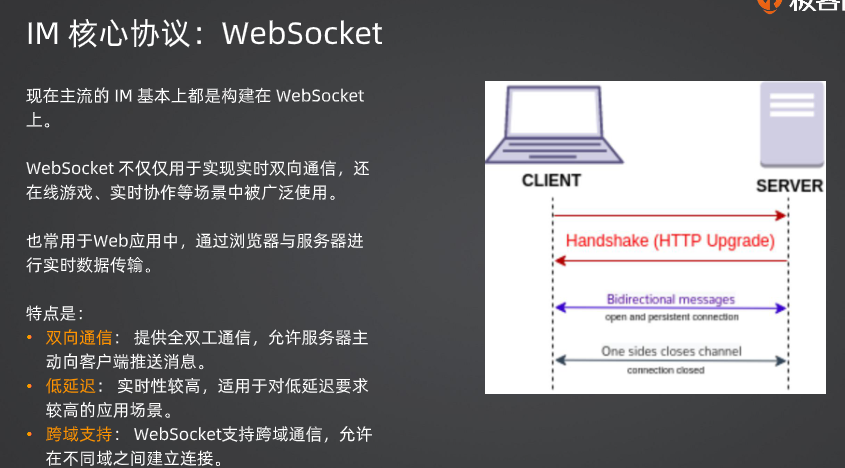 IM 核心协议：WebSocket
现在主流的 IM 基本上都是构建在 WebSocket
上。
WebSocket 不仅仅用于实现实时双向通信，还
在线游戏、实时协作等场景中被广泛使用。
也常用于Web应用中，通过浏览器与服务器进
行实时数据传输。
特点是：
• 双向通信： 提供全双工通信，允许服务器主
动向客户端推送消息。
• 低延迟： 实时性较高，适用于对低延迟要求
较高的应用场景。
• 跨域支持： WebSocket支持跨域通信，允许
在不同域之间建立连接。
CLIENT
SERVER
Handshake (HTTP Upgrade)
Bidirectional messages
open and persistent connection
One sides closes channel
connection closed